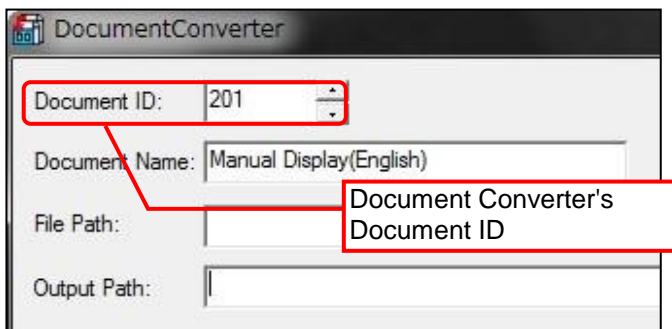 DocumentConverter
Document ID: 201
Document Name: Manual Display(English)
Document Converter's
Document ID
File Path:
Output Path: